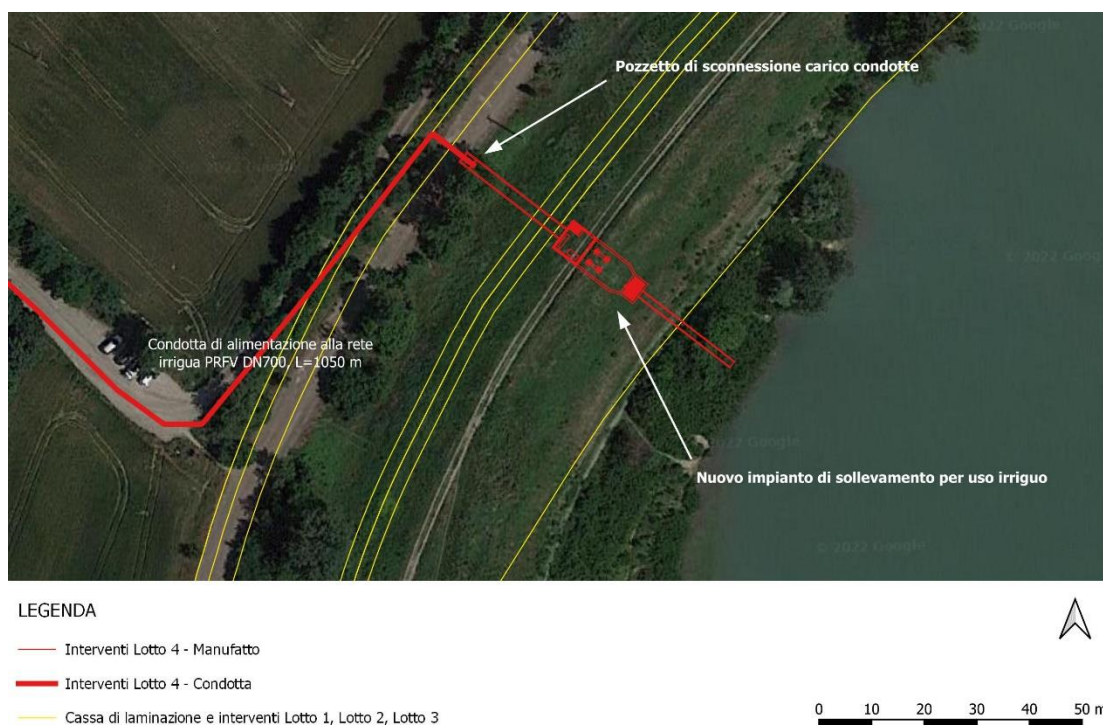 2022 Google
Pozzetto di sconnessione carico condotte
© 2022 Google
Condotta di alimentazione alla rete
irrigua PRFV DN700, L=1050 m
2022 Google
Nuovo impianto di sollevamento per uso irriguo
© 2022 Google
LEGENDA
Interventi Lotto 4 - Manufatto
Interventi Lotto 4 - Condotta
Cassa di laminazione e interventi Lotto 1, Lotto 2, Lotto 3
0 10 20 30 40 50 m